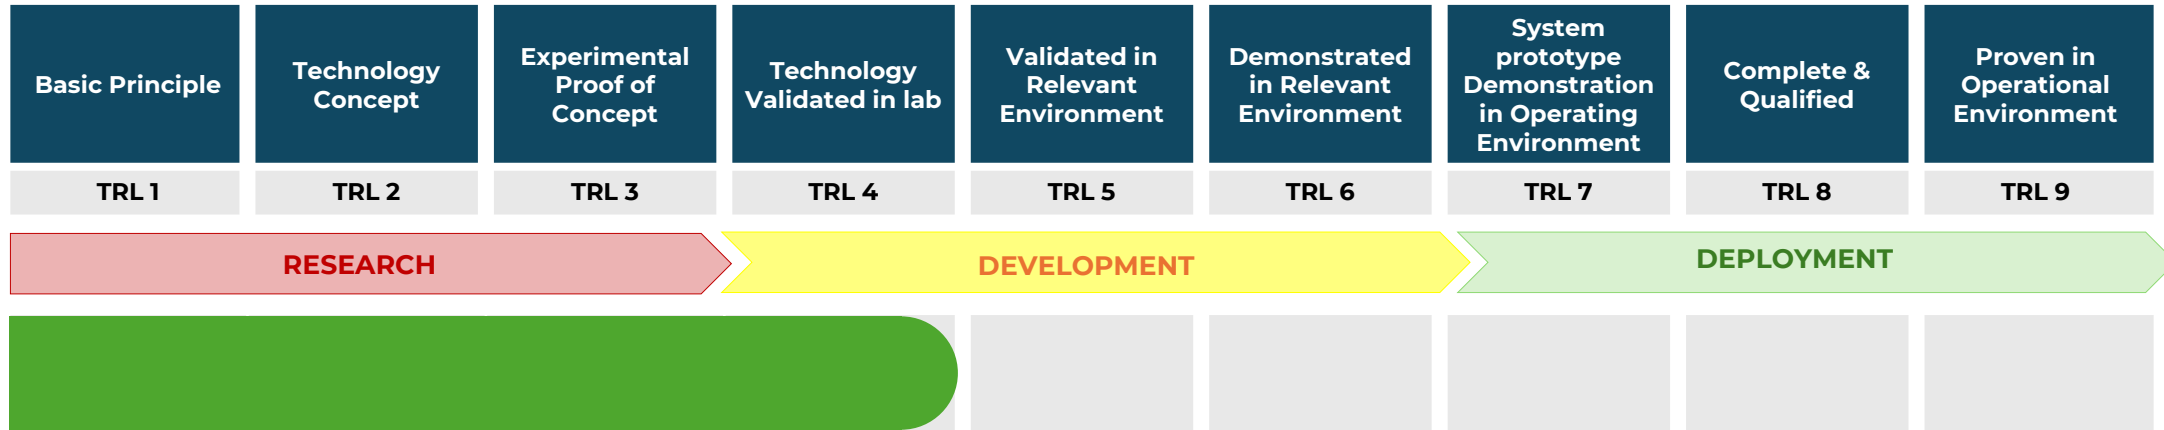 Basic Principle
Technology
Concept
Experimental
Proof of
Concept
Technology
Validated in lab
Validated in
Relevant
Environment
Demonstrated
in Relevant
Environment
System
prototype
Demonstration
in Operating
Environment
Complete &
Qualified
Proven in
Operational
Environment
TRL 1
TRL 2
TRL 3
TRL 4
TRL 5
TRL 6
TRL 7
TRL 8
TRL 9
RESEARCH
DEVELOPMENT
DEPLOYMENT